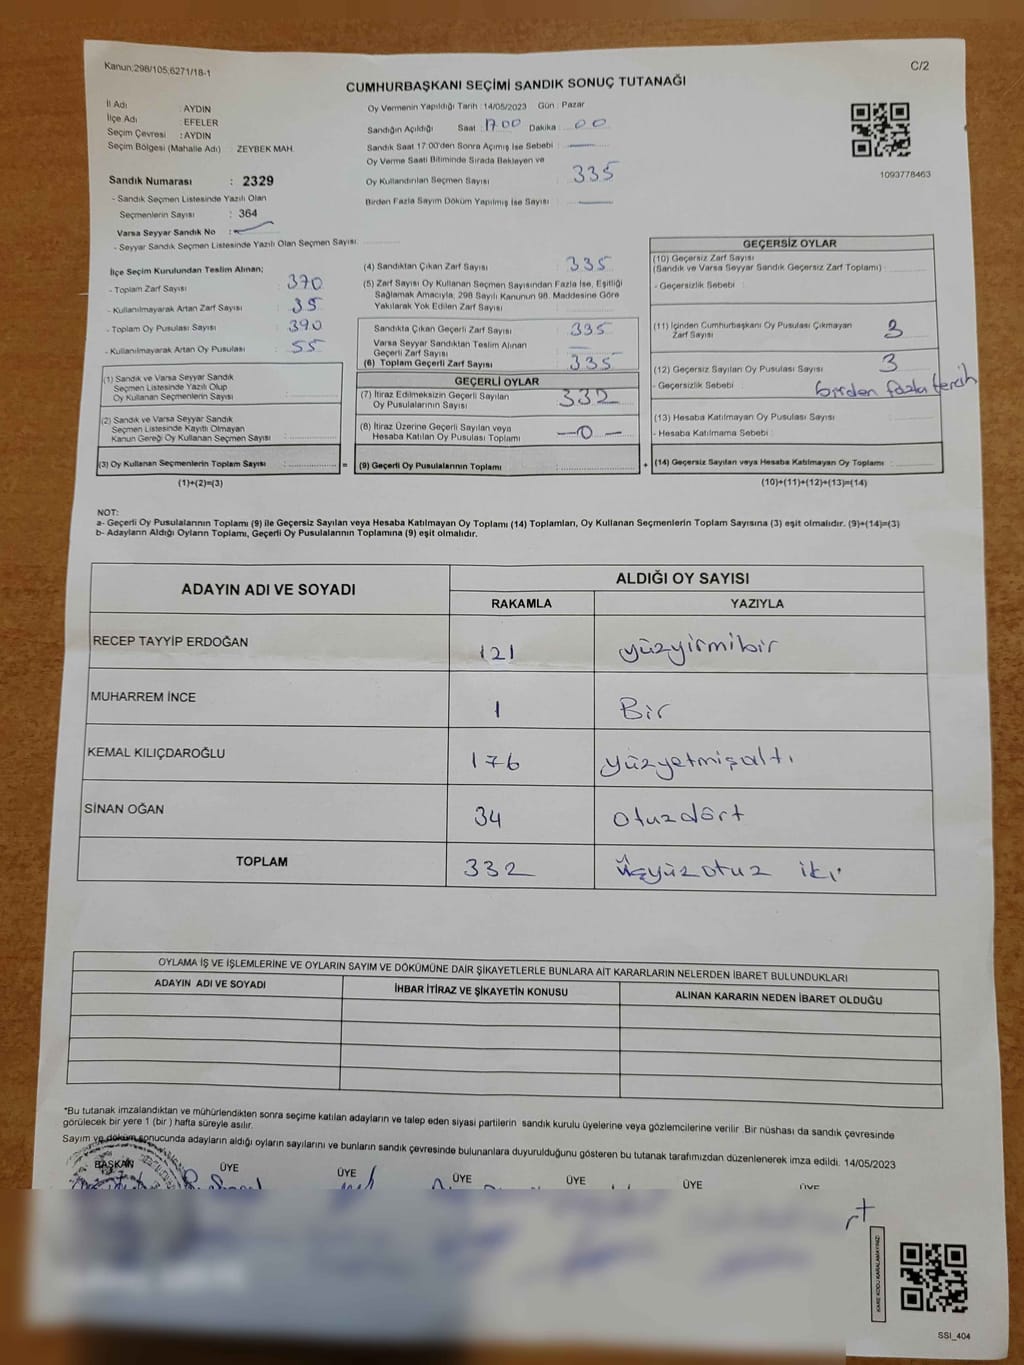 Kanun;298/105;6271/18-1
C/2
CUMHURBAŞKANI SEÇİMİ SANDIK SONUÇ TUTANAĞI
İl Adı : AYDIN
İlçe Adı : EFELER
Seçim Çevresi : AYDIN
Seçim Bölgesi (Mahalle Adı) : ZEYBEK MAH.
Sandık Numarası : 2329
- Sandık Seçmen Listesinde Yazılı Olan
Seçmenlerin Sayısı : 364
Varsa Seyyar Sandık No :
- Seyyar Sandık Seçmen Listesinde Yazılı Olan Seçmen Sayısı:
Oy Vermenin Yapıldığı Tarih : 14/05/2023 Gün : Pazar
Sandığın Açıldığı Saat : 17.00 Dakika : 00
Sandık Saat 17.00'den Sonra Açmış İse Sebebi :
Oy Verme Saati Bitiminde Sırada Bekleyen ve
Oy Kullandırılan Seçmen Sayısı : 335
Birden Fazla Sayım Döküm Yapılmış İse Sayısı :
1093778463
İlçe Seçim Kurulundan Teslim Alınan;
- Toplam Zarf Sayısı : 370
- Kullanılmayarak Artan Zarf Sayısı : 35
- Toplam Oy Pusulası Sayısı : 390
- Kullanılmayarak Artan Oy Pusulası : 55
(1) Sandık ve Varsa Seyyar Sandık
Seçmen Listesinde Yazılı Olup
Oy Kullanan Seçmenlerin Sayısı :
(2) Sandık ve Varsa Seyyar Sandık
Seçmen Listesinde Kayıtlı Olmayan
Kanun Gereği Oy Kullanan Seçmen Sayısı :
(3) Oy Kullanan Seçmenlerin Toplam Sayısı :
(1)+(2)=(3)
(4) Sandıktan Çıkan Zarf Sayısı : 335
(5) Zarf Sayısı Oy Kullanan Seçmen Sayısından Fazla İse, Eşitliği
Sağlamak Amacıyla, 298 Sayılı Kanunun 98. Maddesine Göre
Yakılarak Yok Edilen Zarf Sayısı :
Sandıkta Çıkan Geçerli Zarf Sayısı : 335
Varsa Seyyar Sandıktan Teslim Alınan
Geçerli Zarf Sayısı :
(6) Toplam Geçerli Zarf Sayısı : 335
GEÇERLİ OYLAR
(7) İtiraz Edilmeksizin Geçerli Sayılan
Oy Pusulalarının Sayısı : 332
(8) İtiraz Üzerine Geçerli Sayılan veya
Hesaba Katılan Oy Pusulası Toplamı : —0—
= (9) Geçerli Oy Pusulalarının Toplamı :
GEÇERSİZ OYLAR
(10) Geçersiz Zarf Sayısı
(Sandık ve Varsa Seyyar Sandık Geçersiz Zarf Toplamı) :
- Geçersizlik Sebebi :
(11) İçinden Cumhurbaşkanı Oy Pusulası Çıkmayan
Zarf Sayısı : 3
(12) Geçersiz Sayılan Oy Pusulası Sayısı : 3
- Geçersizlik Sebebi : birden fazla tercih
(13) Hesaba Katılmayan Oy Pusulası Sayısı :
- Hesaba Katılmama Sebebi :
+ (14) Geçersiz Sayılan veya Hesaba Katılmayan Oy Toplamı :
(10)+(11)+(12)+(13)=(14)
NOT:
a- Geçerli Oy Pusulalarının Toplamı (9) ile Geçersiz Sayılan veya Hesaba Katılmayan Oy Toplamı (14) Toplamları, Oy Kullanan Seçmenlerin Toplam Sayısına (3) eşit olmalıdır. (9)+(14)=(3)
b- Adayların Aldığı Oyların Toplamı, Geçerli Oy Pusulalarının Toplamına (9) eşit olmalıdır.
ADAYIN ADI VE SOYADI ALDIĞI OY SAYISI
RAKAMLA YAZIYLA
RECEP TAYYİP ERDOĞAN 121 yüzyirmibir
MUHARREM İNCE 1 Bir
KEMAL KILIÇDAROĞLU 176 yüzyetmişaltı
SİNAN OĞAN 34 otuzdört
TOPLAM 332 üçyüzotuz iki
OYLAMA İŞ VE İŞLEMLERİNE VE OYLARIN SAYIM VE DÖKÜMÜNE DAİR ŞİKAYETLERLE BUNLARA AİT KARARLARIN NELERDEN İBARET BULUNDUKLARI
ADAYIN ADI VE SOYADI İHBAR İTİRAZ VE ŞİKAYETİN KONUSU ALINAN KARARIN NEDEN İBARET OLDUĞU
*Bu tutanak imzalandıktan ve mühürlendikten sonra seçime katılan adayların ve talep eden siyasi partilerin sandık kurulu üyelerine veya gözlemcilerine verilir. Bir nüshası da sandık çevresinde
görülecek bir yere 1 (bir ) hafta süreyle asılır.
Sayım ve döküm sonucunda adayların aldığı oyların sayılarını ve bunların sandık çevresinde bulunanlara duyurulduğunu gösteren bu tutanak tarafımızdan düzenlenerek imza edildi. 14/05/2023
BAŞKAN ÜYE ÜYE ÜYE ÜYE ÜYE ÜYE
KARE KODU KARALAMAYINIZ!
SSI_404